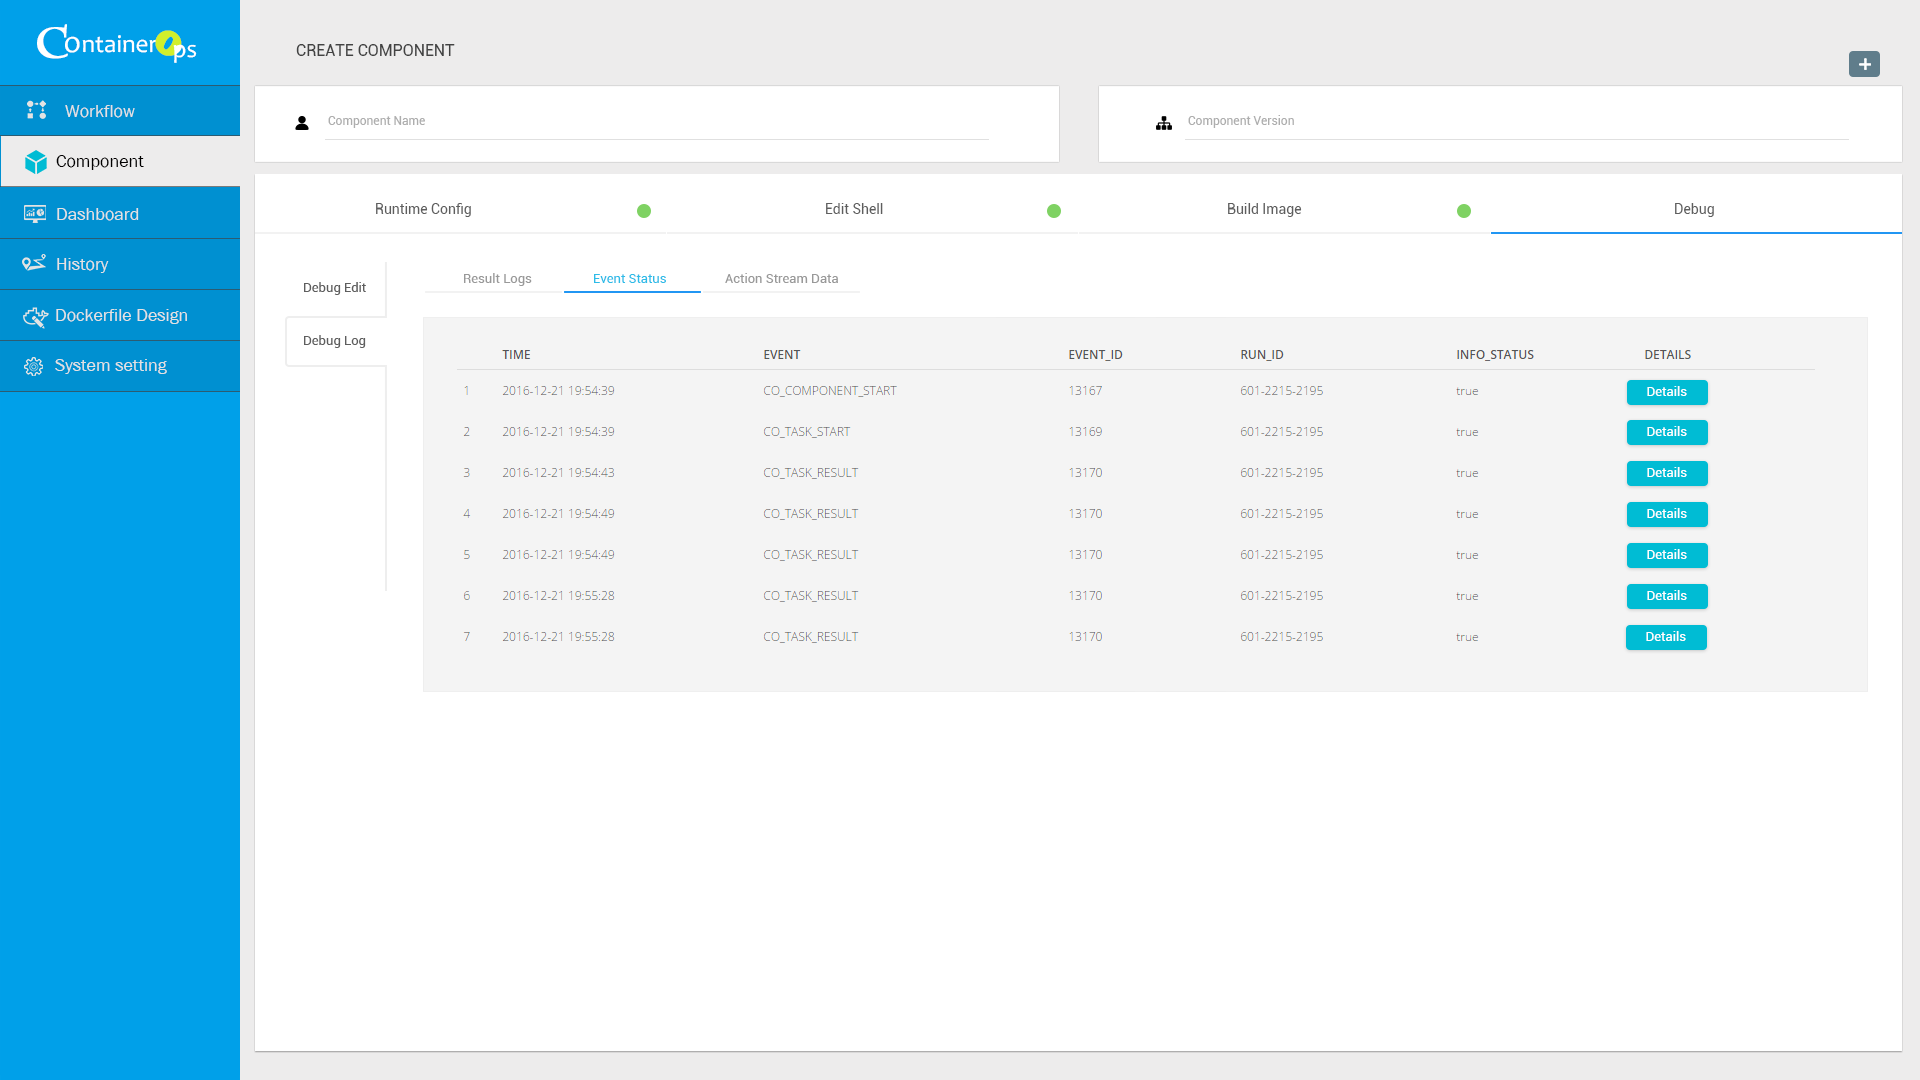 ContainerOps
CREATE COMPONENT
Workflow
Component
Dashboard
History
Dockerfile Design
System setting
Component Name
Component Version
Runtime Config
Edit Shell
Build Image
Debug
Debug Edit
Debug Log
Result Logs
Event Status
Action Stream Data
TIME EVENT EVENT_ID RUN_ID INFO_STATUS DETAILS
1 2016-12-21 19:54:39 CO_COMPONENT_START 13167 601-2215-2195 true Details
2 2016-12-21 19:54:39 CO_TASK_START 13169 601-2215-2195 true Details
3 2016-12-21 19:54:43 CO_TASK_RESULT 13170 601-2215-2195 true Details
4 2016-12-21 19:54:49 CO_TASK_RESULT 13170 601-2215-2195 true Details
5 2016-12-21 19:54:49 CO_TASK_RESULT 13170 601-2215-2195 true Details
6 2016-12-21 19:55:28 CO_TASK_RESULT 13170 601-2215-2195 true Details
7 2016-12-21 19:55:28 CO_TASK_RESULT 13170 601-2215-2195 true Details